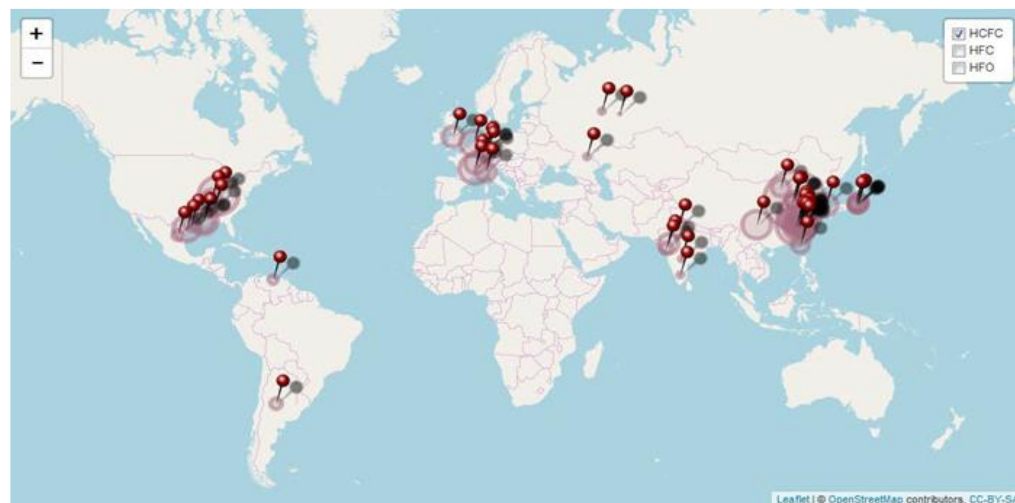 +
−
HCFC
HFC
HFO
Leaflet | © OpenStreetMap contributors, CC-BY-SA